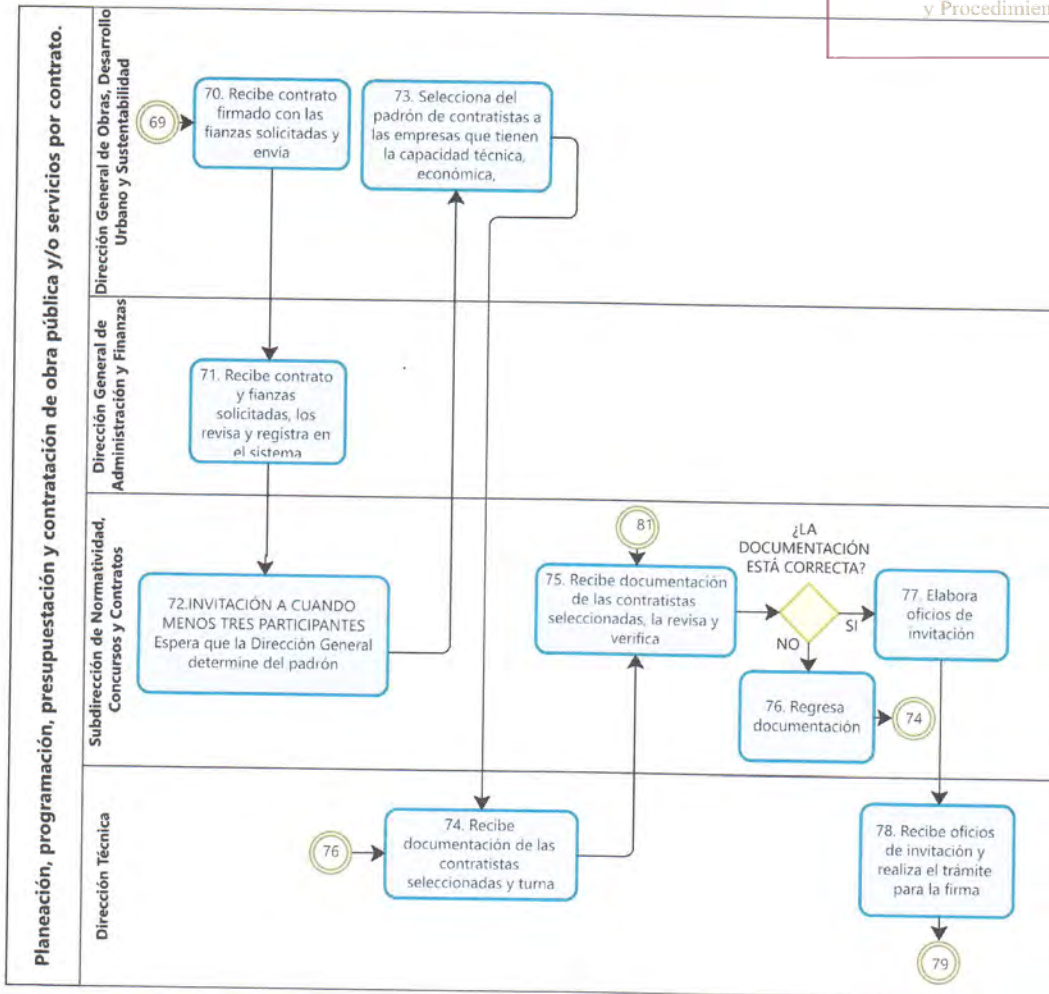 y Procedimien
Planeación, programación, presupuestación y contratación de obra pública y/o servicios por contrato.
Dirección General de Obras, Desarrollo
Urbano y Sustentabilidad
69
70. Recibe contrato
firmado con las
fianzas solicitadas y
envía
73. Selecciona del
padrón de contratistas a
las empresas que tienen
la capacidad técnica,
económica,
Dirección General de
Administración y Finanzas
71. Recibe contrato
y fianzas
solicitadas, los
revisa y registra en
el sistema
Subdirección de Normatividad,
Concursos y Contratos
72.INVITACIÓN A CUANDO
MENOS TRES PARTICIPANTES
Espera que la Dirección General
determine del padrón
81
75. Recibe documentación
de las contratistas
seleccionadas, la revisa y
verifica
¿LA
DOCUMENTACIÓN
ESTÁ CORRECTA?
SI
NO
77. Elabora
oficios de
invitación
76. Regresa
documentación
74
Dirección Técnica
76
74. Recibe
documentación de las
contratistas
seleccionadas y turna
78. Recibe oficios
de invitación y
realiza el trámite
para la firma
79